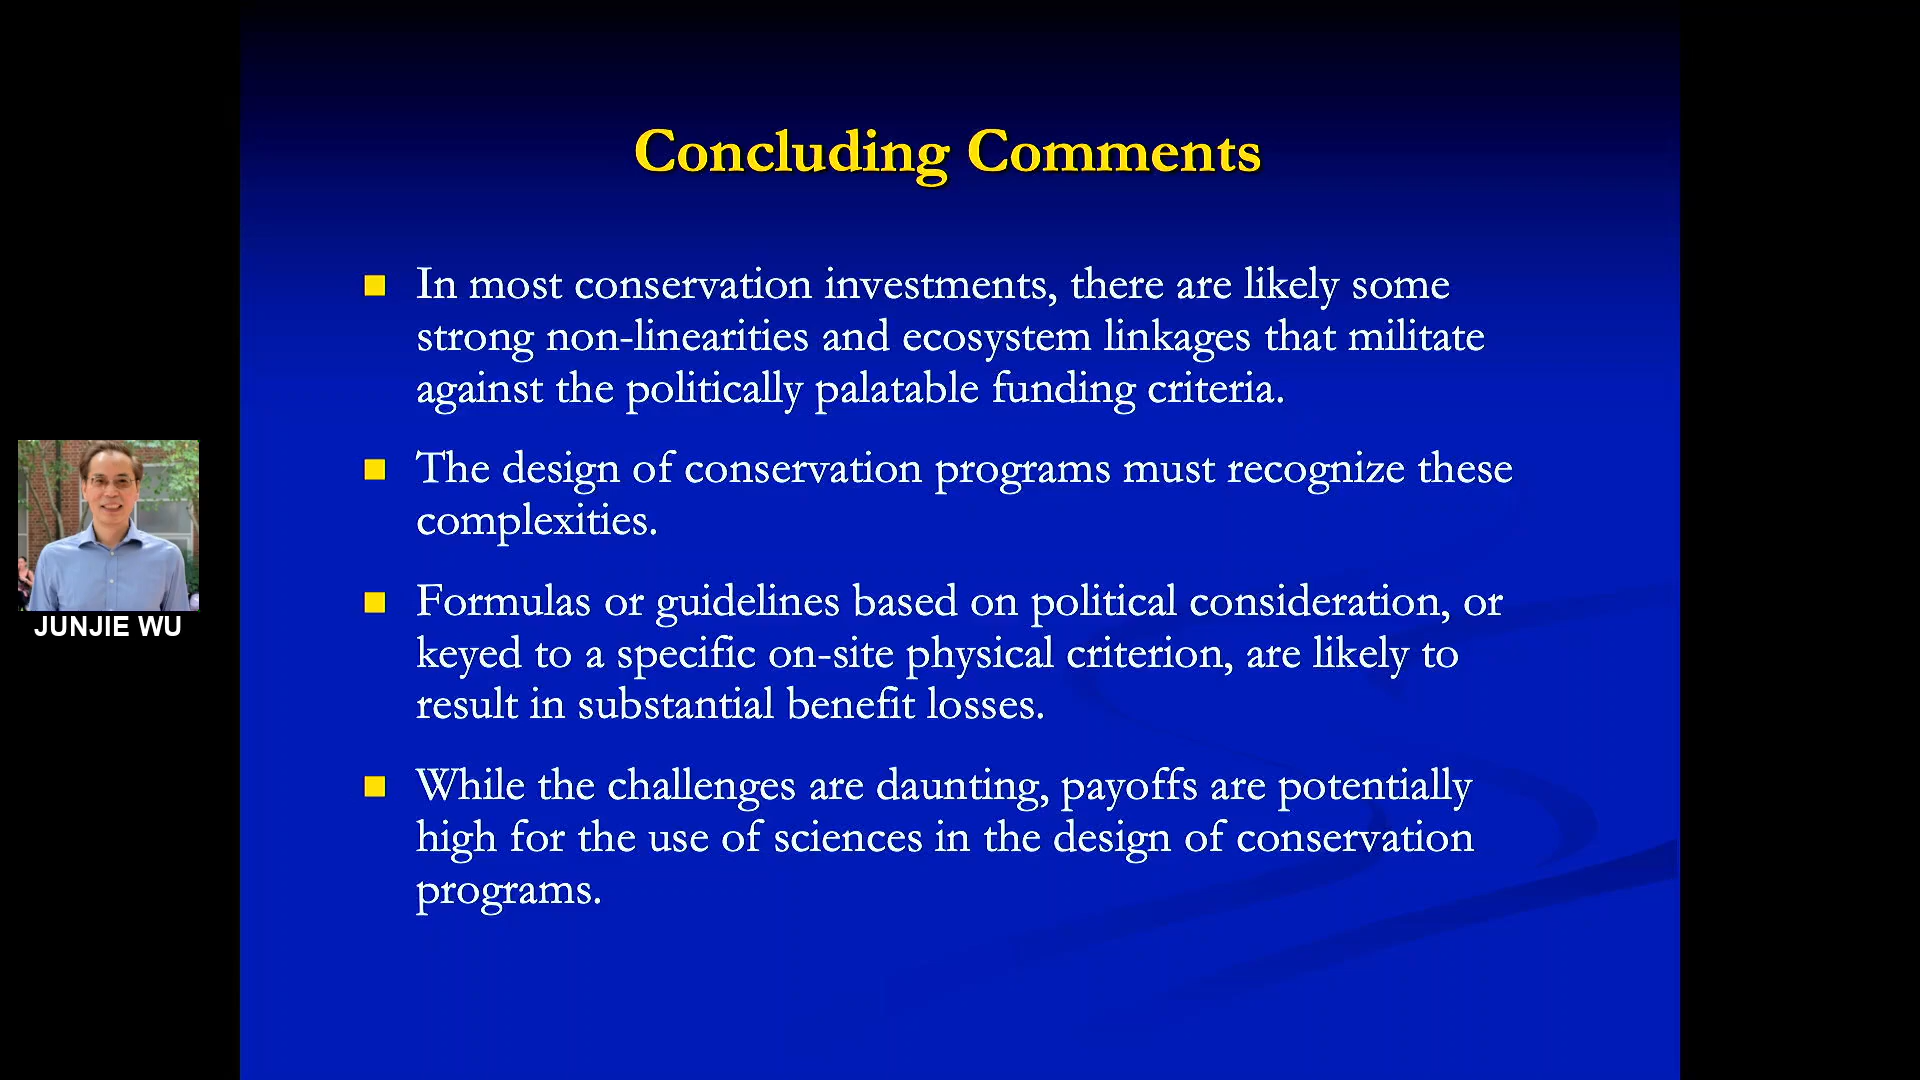 Concluding Comments
In most conservation investments, there are likely some
strong non-linearities and ecosystem linkages that militate
against the politically palatable funding criteria.
The design of conservation programs must recognize these
complexities.
Formulas or guidelines based on political consideration, or
keyed to a specific on-site physical criterion, are likely to
result in substantial benefit losses.
While the challenges are daunting, payoffs are potentially
high for the use of sciences in the design of conservation
programs.
JUNJIE WU